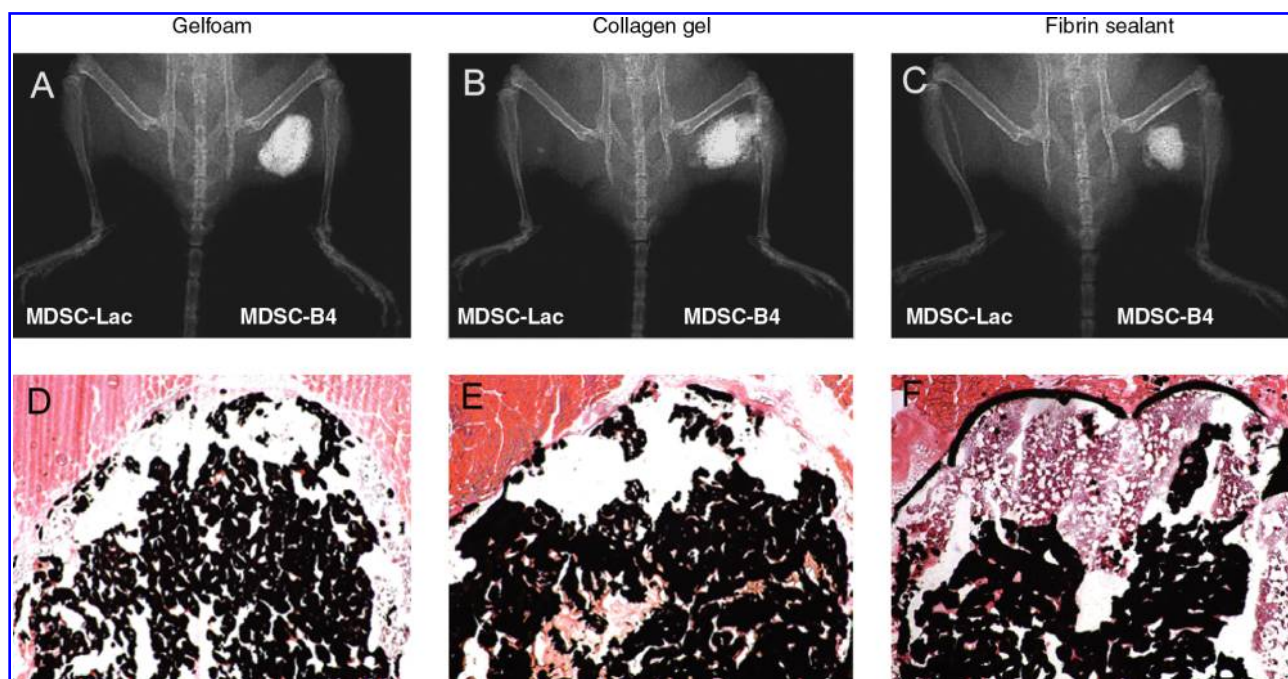 Gelfoam Collagen gel Fibrin sealant
A B C
MDSC-Lac MDSC-B4 MDSC-Lac MDSC-B4 MDSC-Lac MDSC-B4
D E F